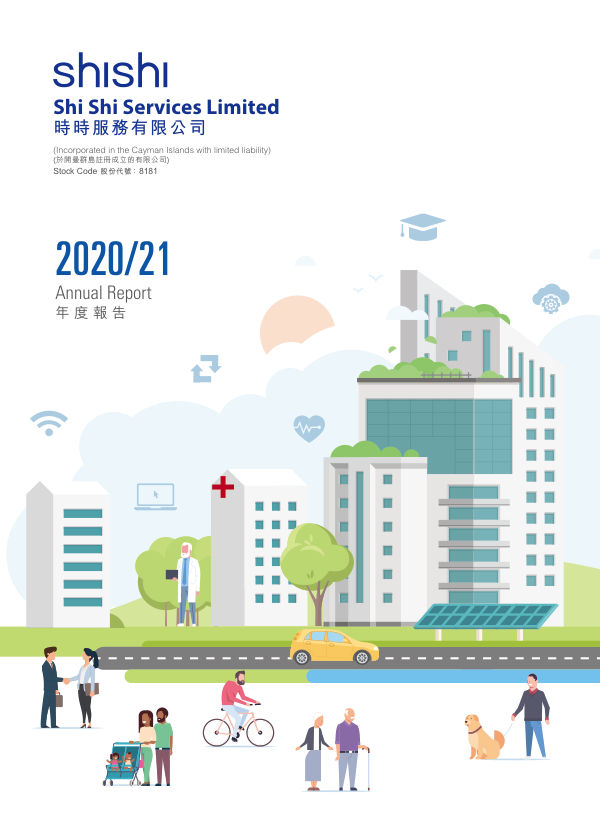 shishi
Shi Shi Services Limited
時時服務有限公司
(Incorporated in the Cayman Islands with limited liability)
(於開曼群島註冊成立的有限公司)
Stock Code 股份代號：8181
2020/21
Annual Report
年度報告